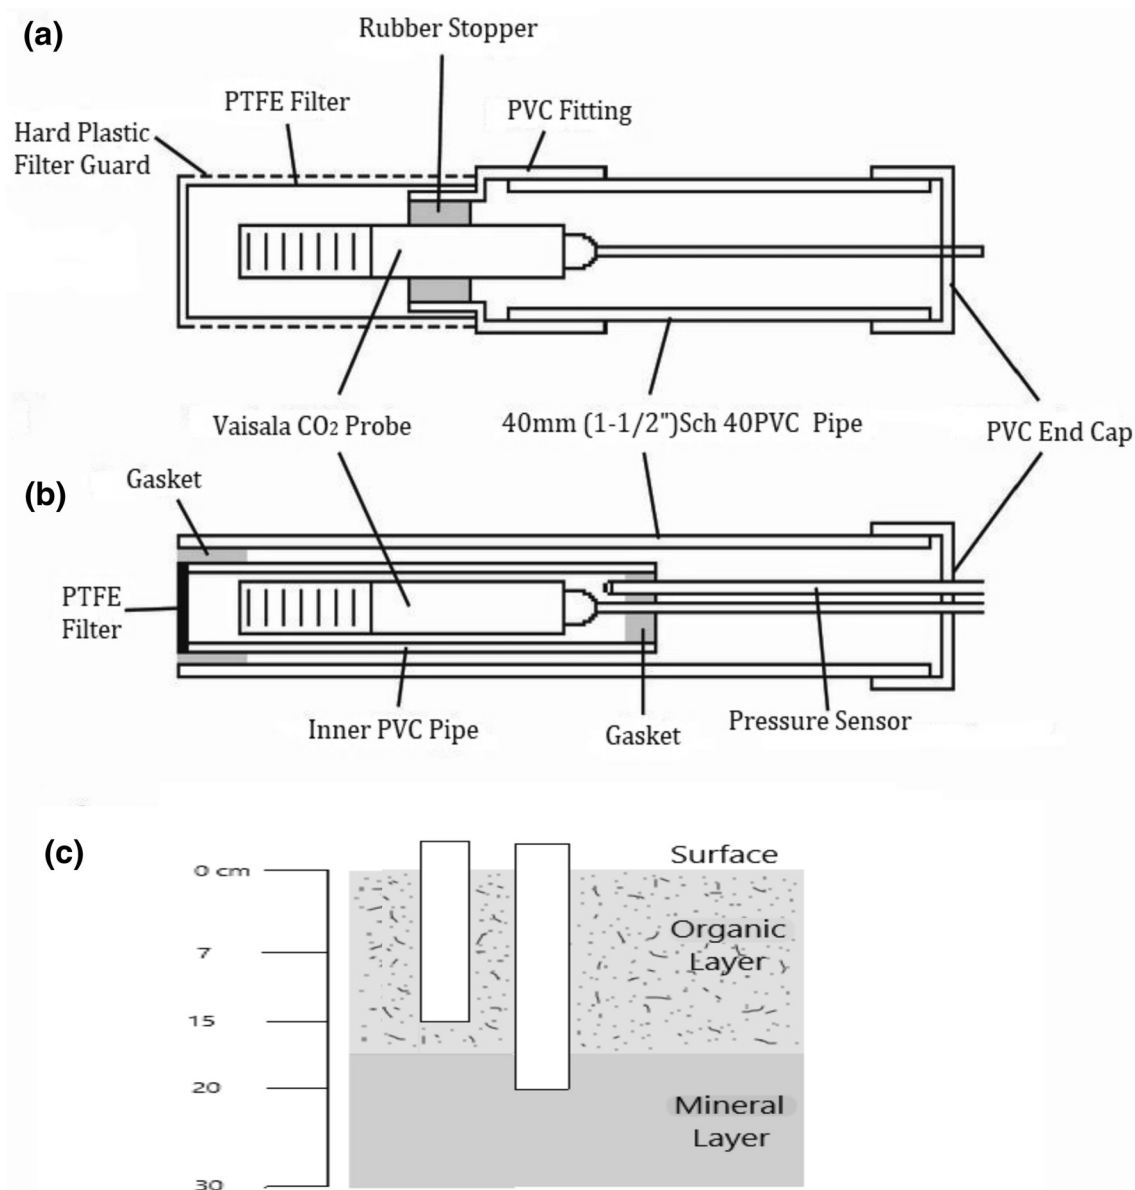 (a)
Rubber Stopper
PTFE Filter
PVC Fitting
Hard Plastic
Filter Guard
Vaisala CO2 Probe
40mm (1-1/2")Sch 40PVC Pipe
PVC End Cap
(b)
Gasket
PTFE
Filter
Inner PVC Pipe
Gasket
Pressure Sensor
(c)
Surface
0 cm
Organic
Layer
7
15
20
Mineral
Layer
30